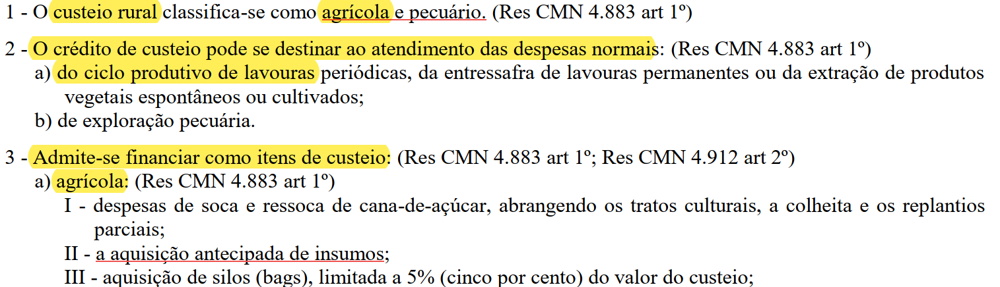 1 - O custeio rural classifica-se como agrícola e pecuário. (Res CMN 4.883 art 1º)
2 - O crédito de custeio pode se destinar ao atendimento das despesas normais: (Res CMN 4.883 art 1º)
a) do ciclo produtivo de lavouras periódicas, da entressafra de lavouras permanentes ou da extração de produtos
vegetais espontâneos ou cultivados;
b) de exploração pecuária.
3 - Admite-se financiar como itens de custeio: (Res CMN 4.883 art 1º; Res CMN 4.912 art 2º)
a) agrícola: (Res CMN 4.883 art 1º)
I - despesas de soca e ressoca de cana-de-açúcar, abrangendo os tratos culturais, a colheita e os replantios
parciais;
II - a aquisição antecipada de insumos;
III - aquisição de silos (bags), limitada a 5% (cinco por cento) do valor do custeio;